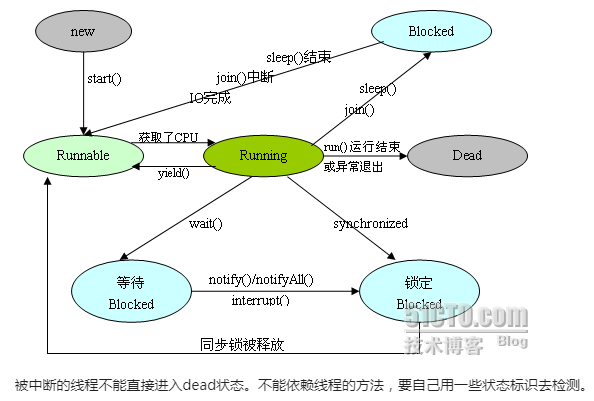 new
Blocked
start()
sleep()结束
join()中断
IO完成
sleep()
join()
Runnable
获取了CPU
yield()
Running
run()运行结束
或异常退出
Dead
wait()
synchronized
等待
Blocked
notify()/notifyAll()
interrupt()
锁定
Blocked
51CTO.com
技术博客 Blog
同步锁被释放
被中断的线程不能直接进入dead状态。不能依赖线程的方法，要自己用一些状态标识去检测。